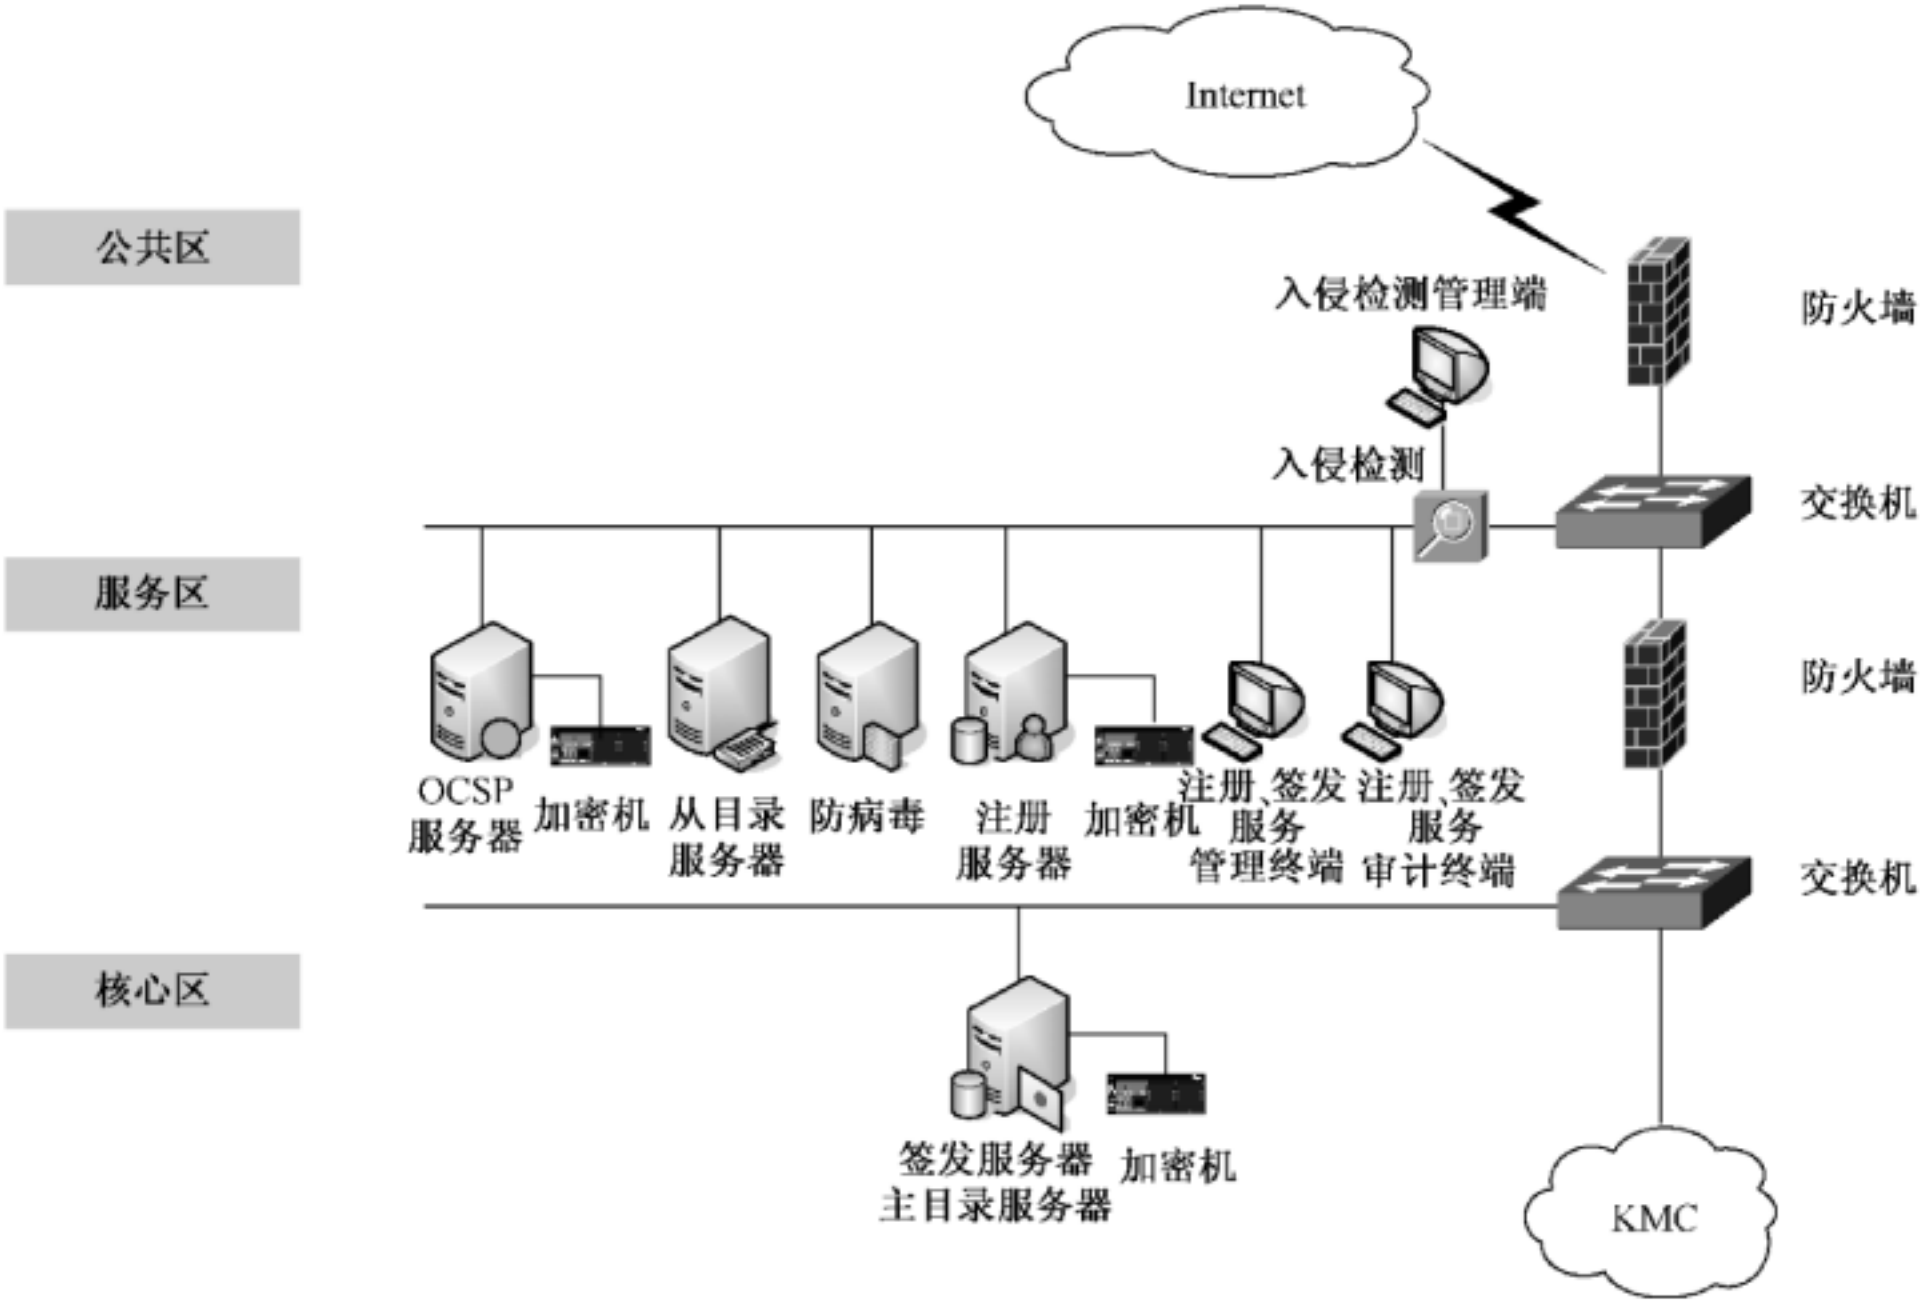 Internet
公共区
入侵检测管理端
防火墙
入侵检测
交换机
服务区
防火墙
OCSP
服务器
加密机
从目录
服务器
防病毒
注册
服务器
加密机
注册、签发
服务
管理终端
注册、签发
服务
审计终端
交换机
核心区
签发服务器
主目录服务器
加密机
KMC